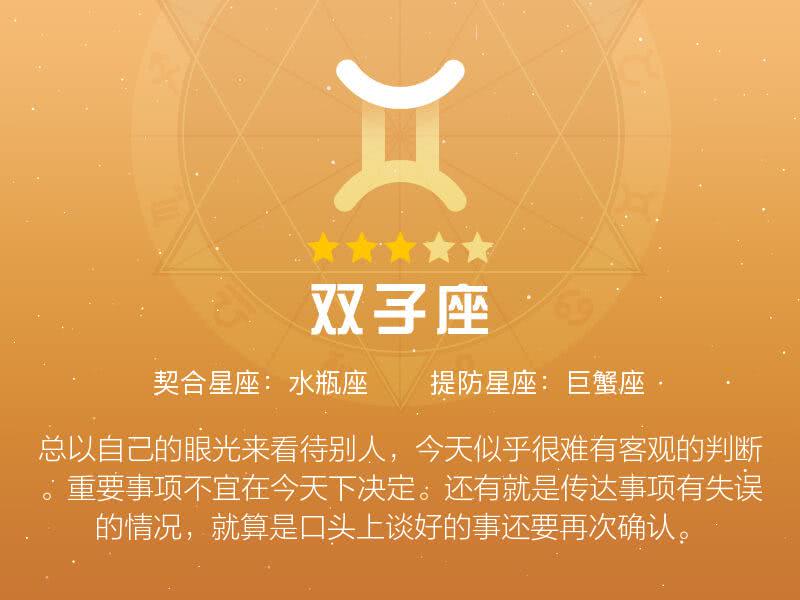 双子座
契合星座：水瓶座 提防星座：巨蟹座
总以自己的眼光来看待别人，今天似乎很难有客观的判断
。重要事项不宜在今天下决定。还有就是传达事项有失误
的情况，就算是口头上谈好的事还要再次确认。